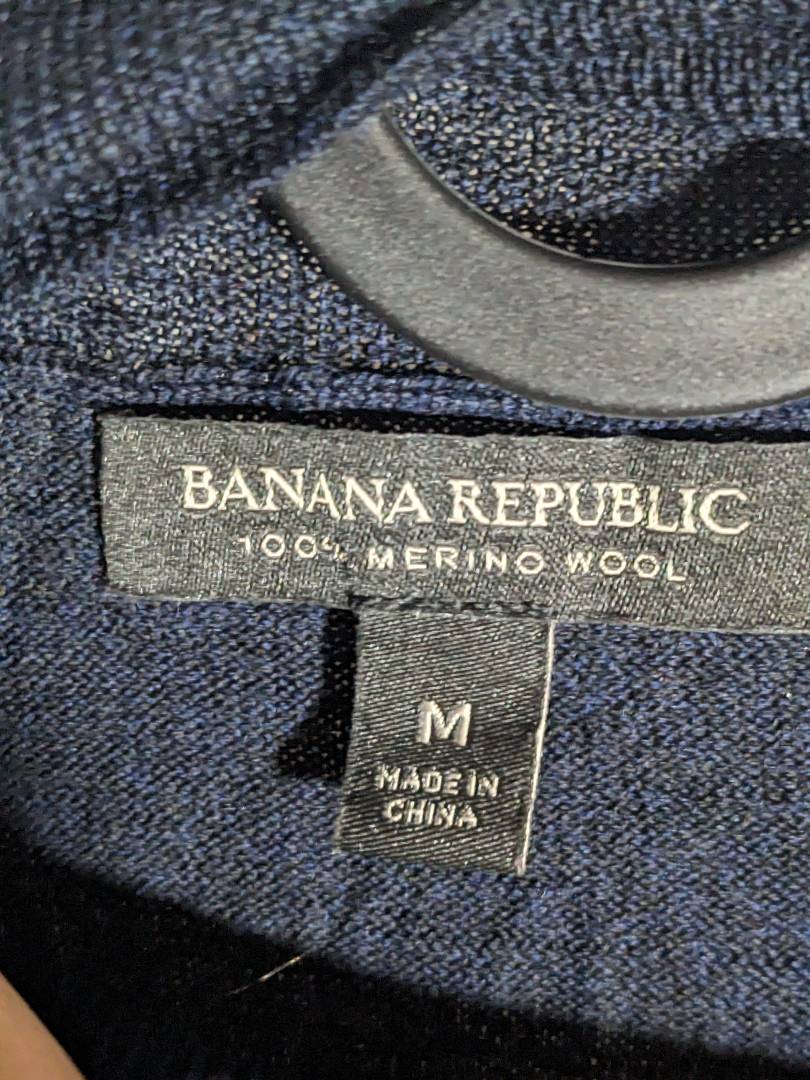 BANANA REPUBLIC
100% MERINO WOOL
M
MADE IN
CHINA